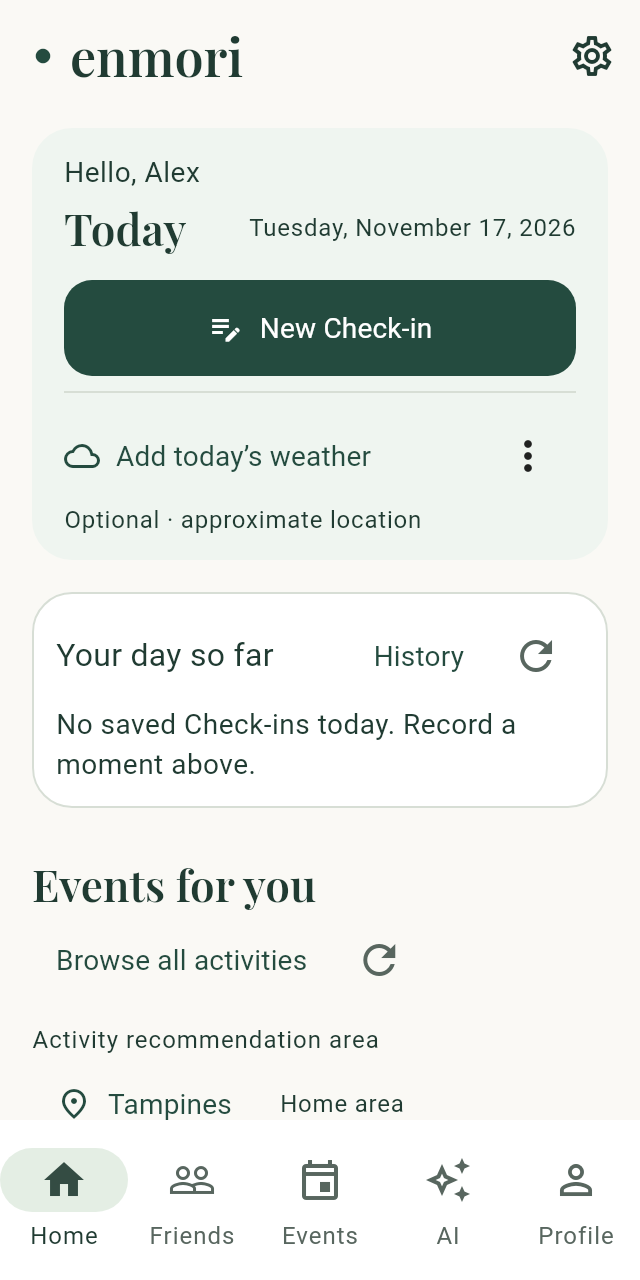 enmori
Hello, Alex
Today
Tuesday, November 17, 2026
New Check-in
Add today’s weather
Optional · approximate location
Your day so far
History
No saved Check-ins today. Record a
moment above.
Events for you
Browse all activities
Activity recommendation area
Tampines
Home area
Home
Friends
Events
AI
Profile